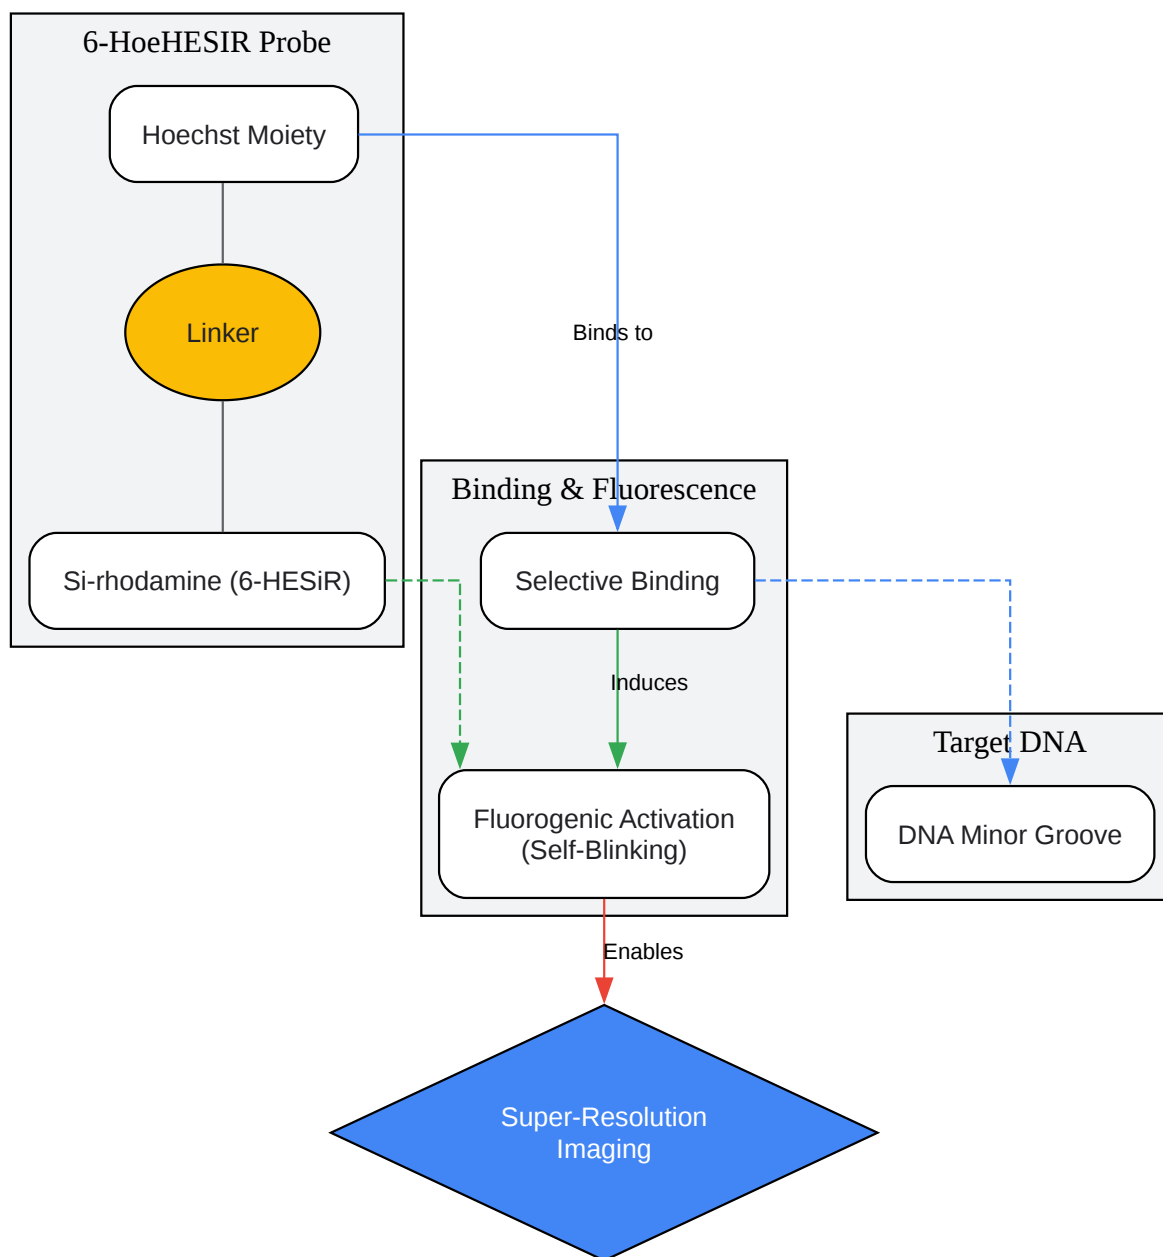 6-HoeHESIR Probe
Hoechst Moiety
Linker
Binds to
Binding & Fluorescence
Si-rhodamine (6-HESiR)
Selective Binding
Induces
Target DNA
Fluorogenic Activation
(Self-Blinking)
DNA Minor Groove
Enables
Super-Resolution
Imaging